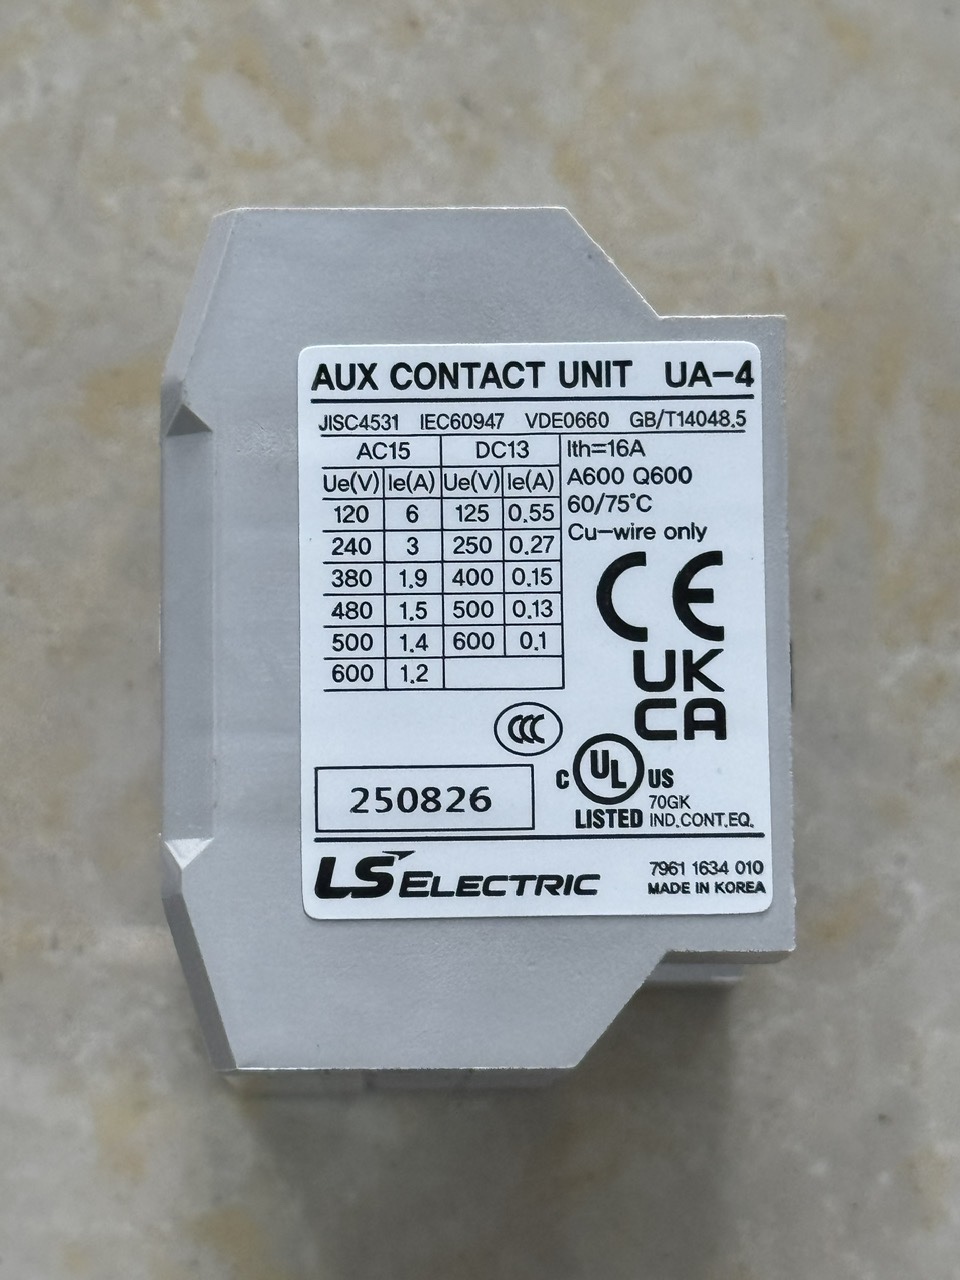 AUX CONTACT UNIT UA-4
JISC4531 IEC60947 VDE0660 GB/T14048.5
AC15 DC13
Ue(V) Ie(A) Ue(V) Ie(A)
120 6 125 0.55
240 3 250 0.27
380 1.9 400 0.15
480 1.5 500 0.13
500 1.4 600 0.1
600 1.2
Ith=16A
A600 Q600
60/75°C
Cu-wire only
CE
UK
CA
CCC
C UL US
LISTED
70GK
IND.CONT.EQ.
250826
LS ELECTRIC
7961 1634 010
MADE IN KOREA